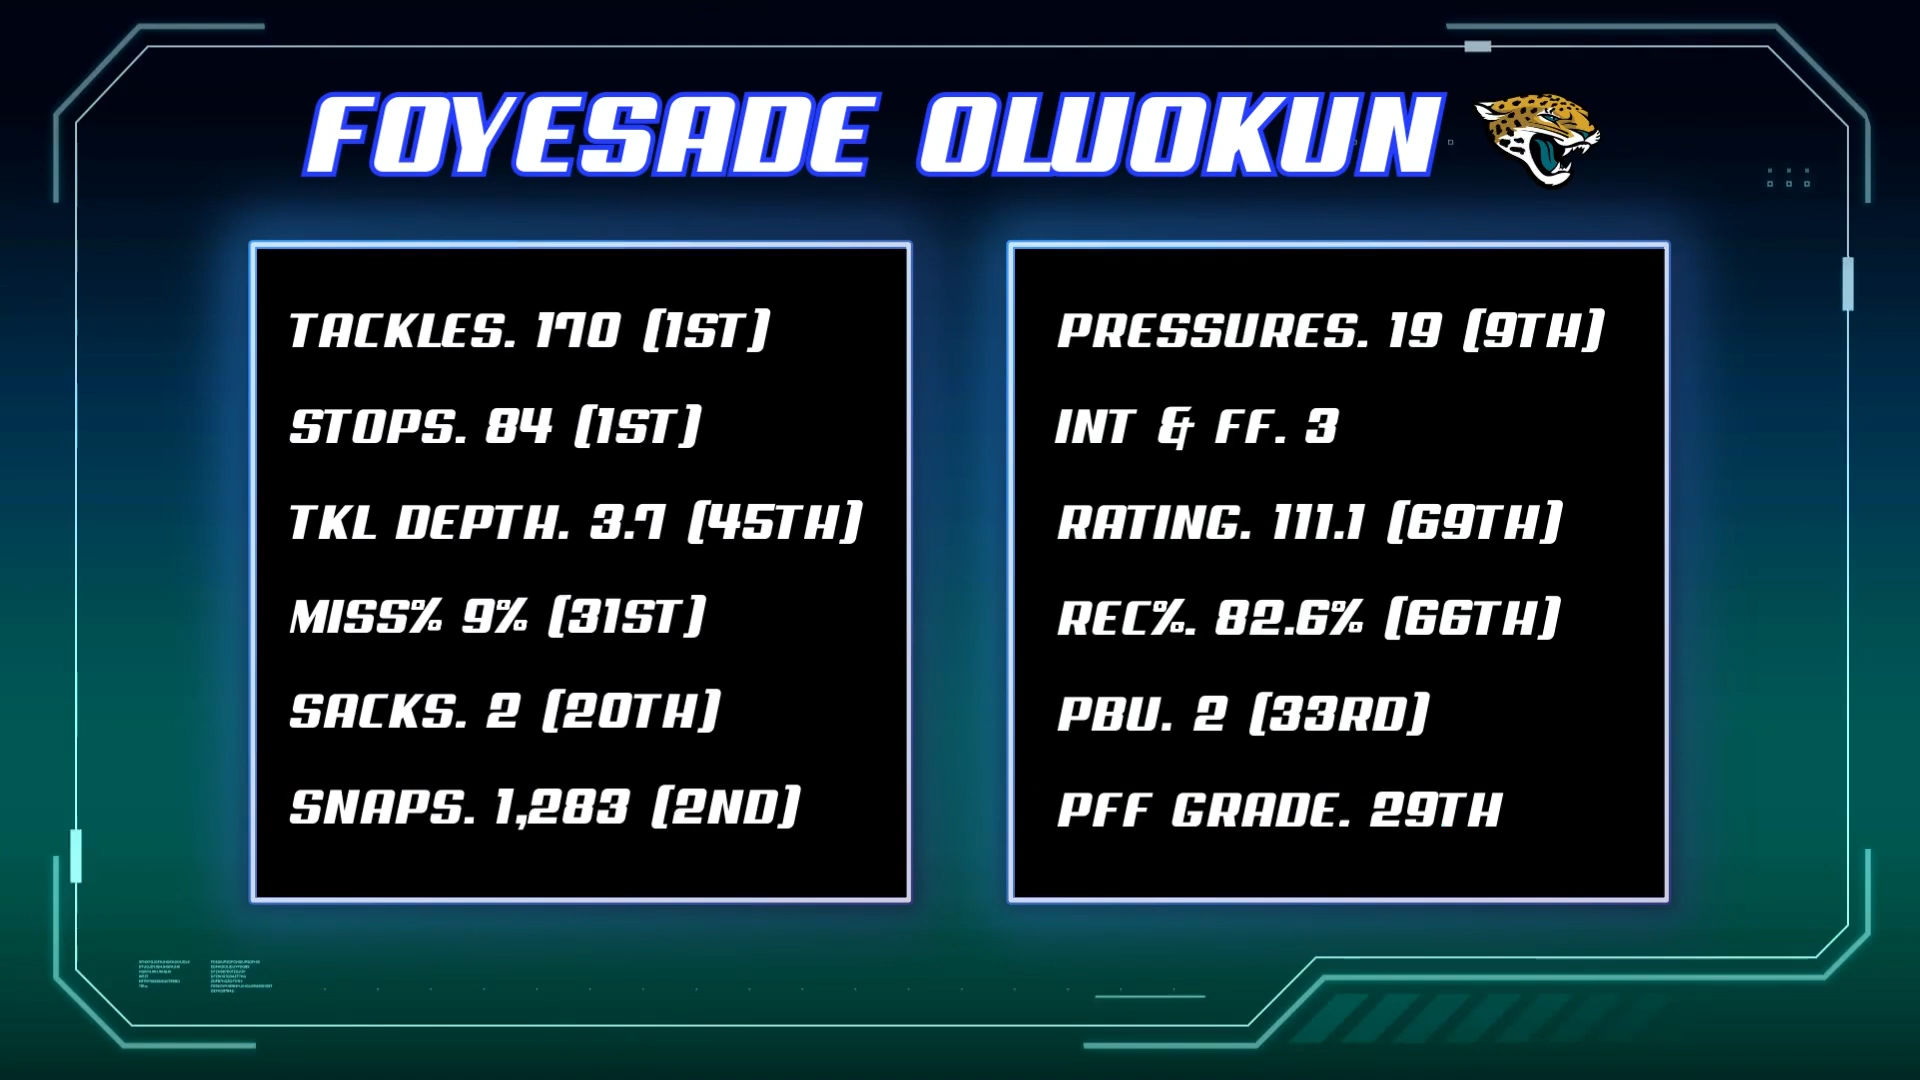 FOYESADE OLUOKUN
TACKLES. 170 (1ST)
STOPS. 84 (1ST)
TKL DEPTH. 3.7 (45TH)
MISS% 9% (31ST)
SACKS. 2 (20TH)
SNAPS. 1,283 (2ND)
PRESSURES. 19 (9TH)
INT & FF. 3
RATING. 111.1 (69TH)
REC%. 82.6% (66TH)
PBU. 2 (33RD)
PFF GRADE. 29TH